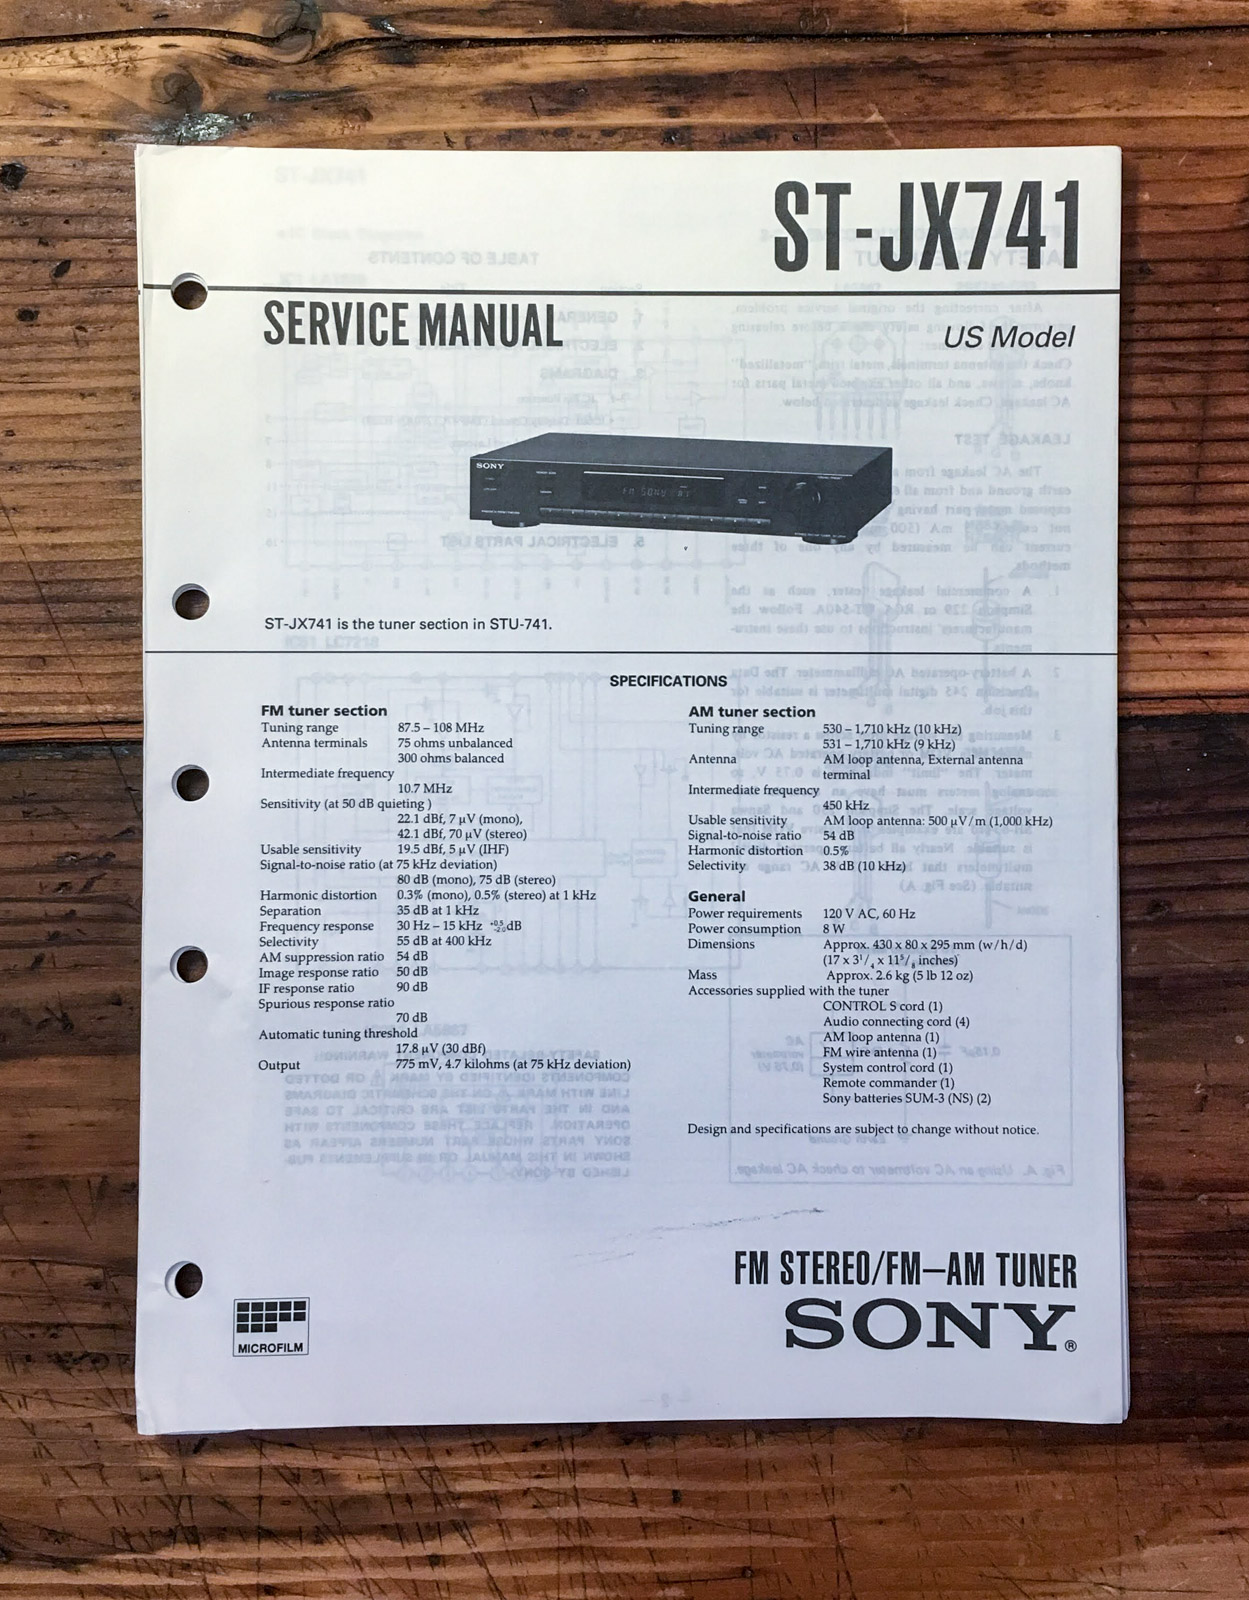 ST-JX741
SERVICE MANUAL
US Model
SONY
ST-JX741 is the tuner section in STU-741.
SPECIFICATIONS
FM tuner section
Tuning range 87.5 – 108 MHz
Antenna terminals 75 ohms unbalanced
300 ohms balanced
Intermediate frequency
10.7 MHz
Sensitivity (at 50 dB quieting )
22.1 dBf, 7 µV (mono),
42.1 dBf, 70 µV (stereo)
Usable sensitivity 19.5 dBf, 5 µV (IHF)
Signal-to-noise ratio (at 75 kHz deviation)
80 dB (mono), 75 dB (stereo)
Harmonic distortion 0.3% (mono), 0.5% (stereo) at 1 kHz
Separation 35 dB at 1 kHz
Frequency response 30 Hz – 15 kHz +0.5 -2.0 dB
Selectivity 55 dB at 400 kHz
AM suppression ratio 54 dB
Image response ratio 50 dB
IF response ratio 90 dB
Spurious response ratio
70 dB
Automatic tuning threshold
17.8 µV (30 dBf)
Output 775 mV, 4.7 kilohms (at 75 kHz deviation)
AM tuner section
Tuning range 530 – 1,710 kHz (10 kHz)
531 – 1,710 kHz (9 kHz)
Antenna AM loop antenna, External antenna
terminal
Intermediate frequency
450 kHz
Usable sensitivity AM loop antenna: 500 µV/m (1,000 kHz)
Signal-to-noise ratio 54 dB
Harmonic distortion 0.5%
Selectivity 38 dB (10 kHz)
General
Power requirements 120 V AC, 60 Hz
Power consumption 8 W
Dimensions Approx. 430 x 80 x 295 mm (w/h/d)
(17 x 3 1/4 x 11 5/8 inches)
Mass Approx. 2.6 kg (5 lb 12 oz)
Accessories supplied with the tuner
CONTROL S cord (1)
Audio connecting cord (4)
AM loop antenna (1)
FM wire antenna (1)
System control cord (1)
Remote commander (1)
Sony batteries SUM-3 (NS) (2)
Design and specifications are subject to change without notice.
FM STEREO/FM–AM TUNER
SONY®
MICROFILM